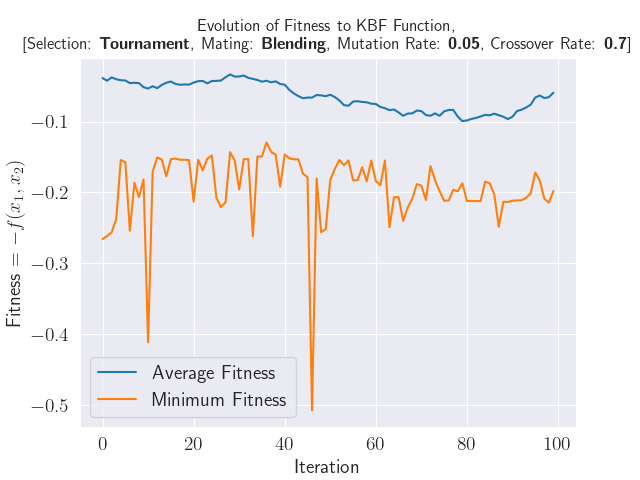 Evolution of Fitness to KBF Function,
[Selection: Tournament, Mating: Blending, Mutation Rate: 0.05, Crossover Rate: 0.7]
Fitness = −f(x₁, x₂)
−0.1
−0.2
−0.3
−0.4
−0.5
Average Fitness
Minimum Fitness
0 20 40 60 80 100
Iteration